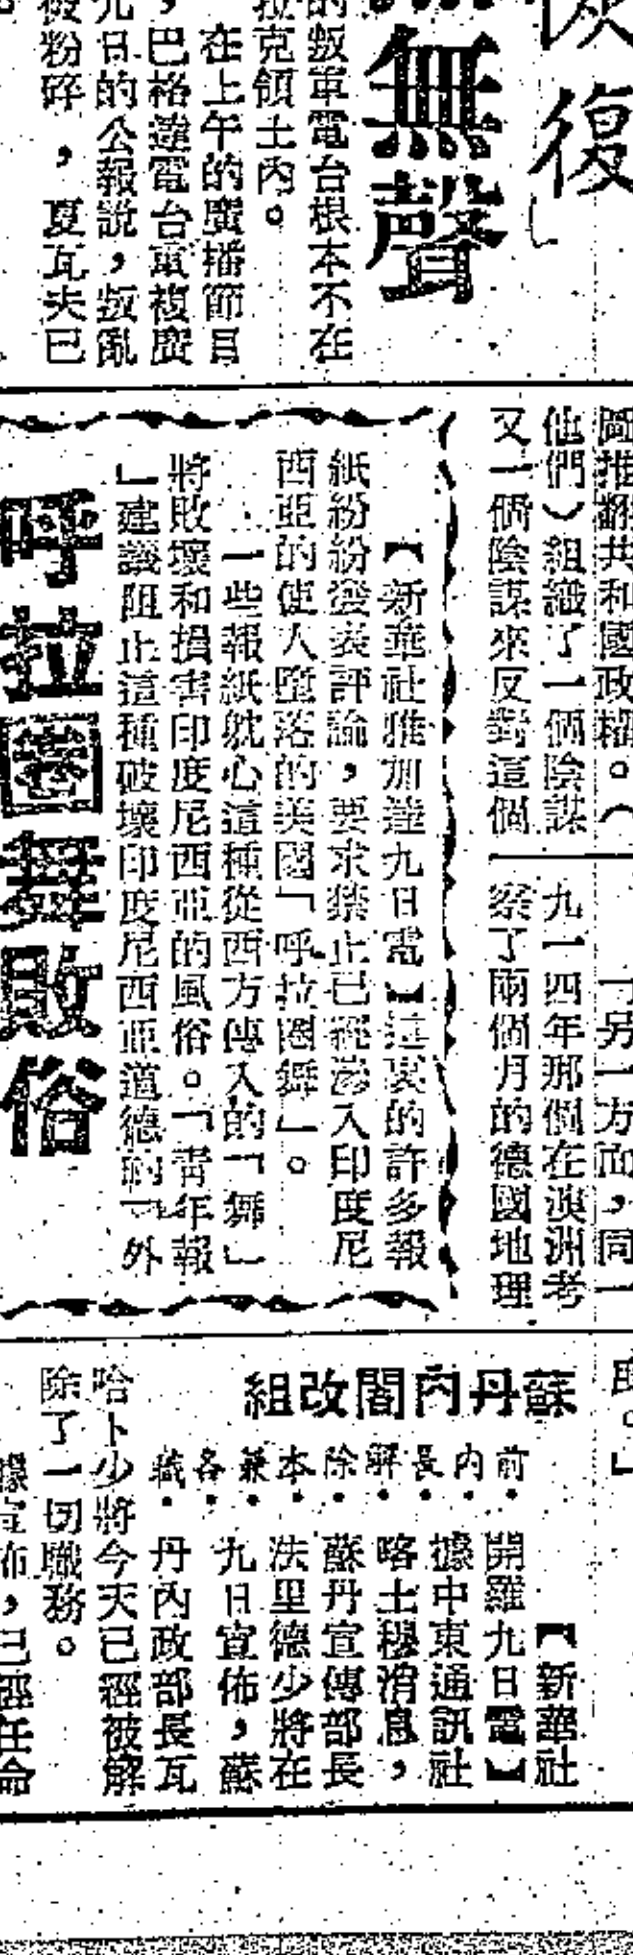 復」
無聲
的叛軍電台根本不在
拉克領土內。
在上午的廣播節目
，巴格達電台重複廣
九日的公報說，叛亂
被粉碎，夏瓦夫已
圖推翻共和國政權。（
他們）組織了一個陰謀
又一個陰謀來反對這個
「另一方面，同一
九一四年那個在澳洲考
察了兩個月的德國地理
【新華社雅加達九日電】這裏的許多報
紙紛紛發表評論，要求禁止已經滲入印度尼
西亞的使人墮落的美國「呼拉圈舞」。
一些報紙躭心這種從西方傳入的「舞」
將敗壞和損害印度尼西亞的風俗。「青年報
」建議阻止這種破壞印度尼西亞道德的「外
呼拉圈舞敗俗
蘇丹內閣改組
前內長解除本兼各職
【新華社
開羅九日電】
據中東通訊社
略土穆消息，
蘇丹宣傳部長
法里德少將在
九日宣佈，蘇
丹內政部長瓦
哈卜少將今天已經被解
除了一切職務。
據宣佈，已經任命